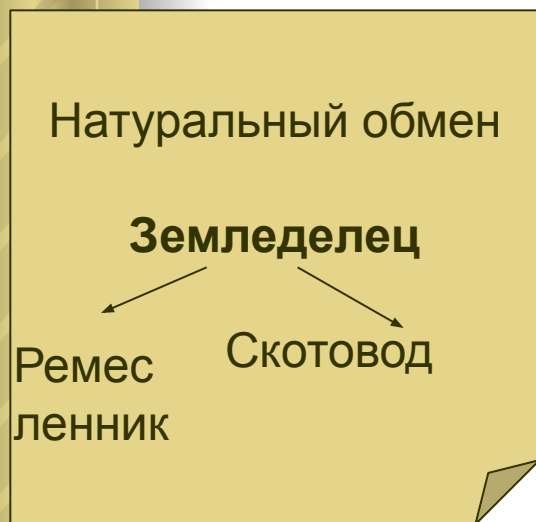 Натуральный обмен
Земледелец
Ремес
ленник
Скотовод